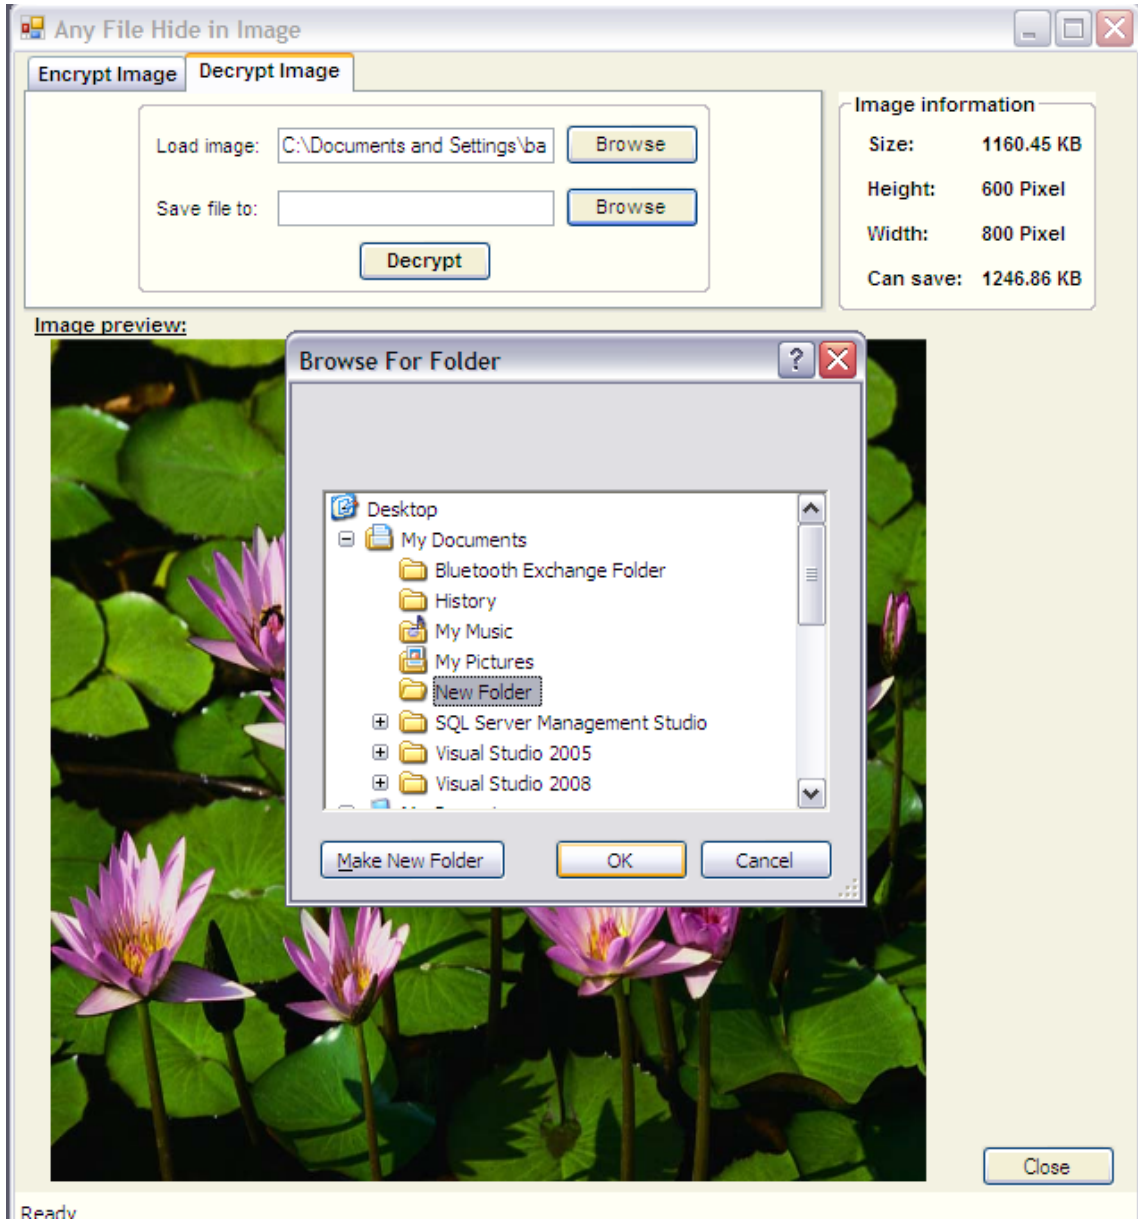 Any File Hide in Image
Encrypt Image Decrypt Image
Load image: C:\Documents and Settings\ba Browse
Save file to: Browse
Decrypt
Image information
Size: 1160.45 KB
Height: 600 Pixel
Width: 800 Pixel
Can save: 1246.86 KB
Image preview:
Browse For Folder
Desktop
My Documents
Bluetooth Exchange Folder
History
My Music
My Pictures
New Folder
SQL Server Management Studio
Visual Studio 2005
Visual Studio 2008
Make New Folder OK Cancel
Close
Ready